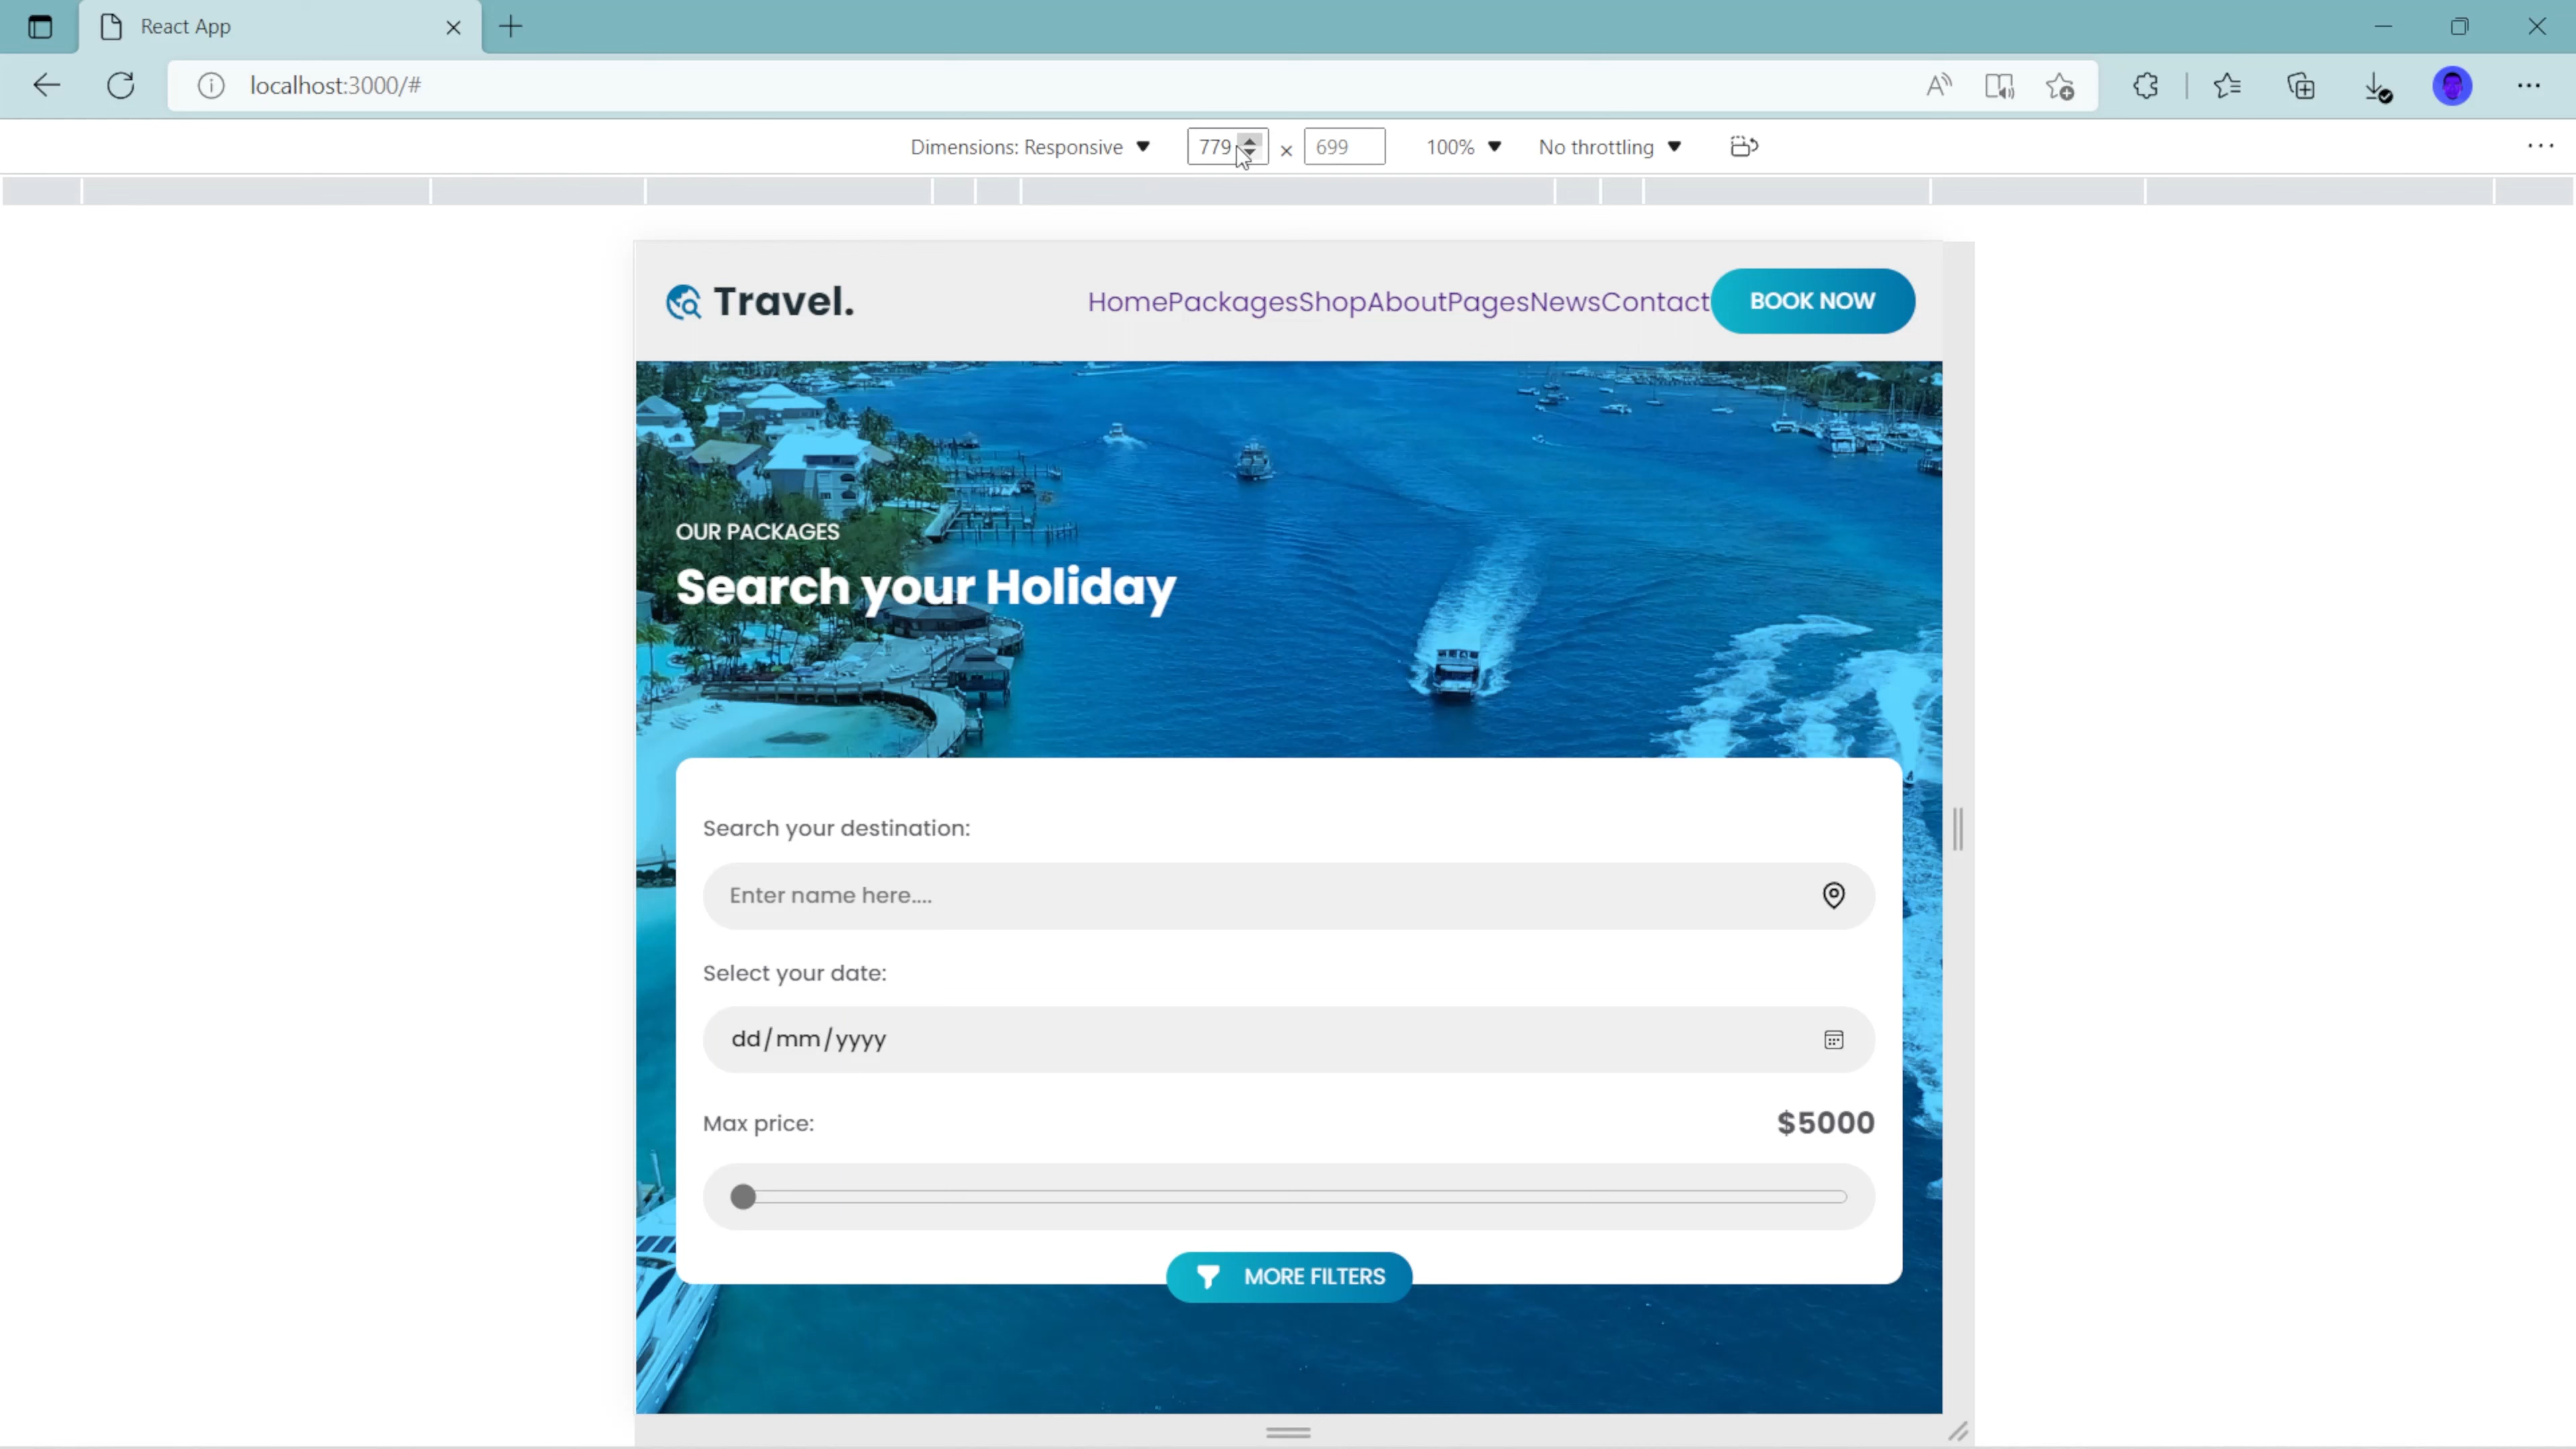 React App
localhost:3000/#
Dimensions: Responsive 779 × 699 100% No throttling
Travel. HomePackagesShopAboutPagesNewsContact BOOK NOW
OUR PACKAGES
Search your Holiday
Search your destination:
Enter name here....
Select your date:
dd/mm/yyyy
Max price: $5000
MORE FILTERS